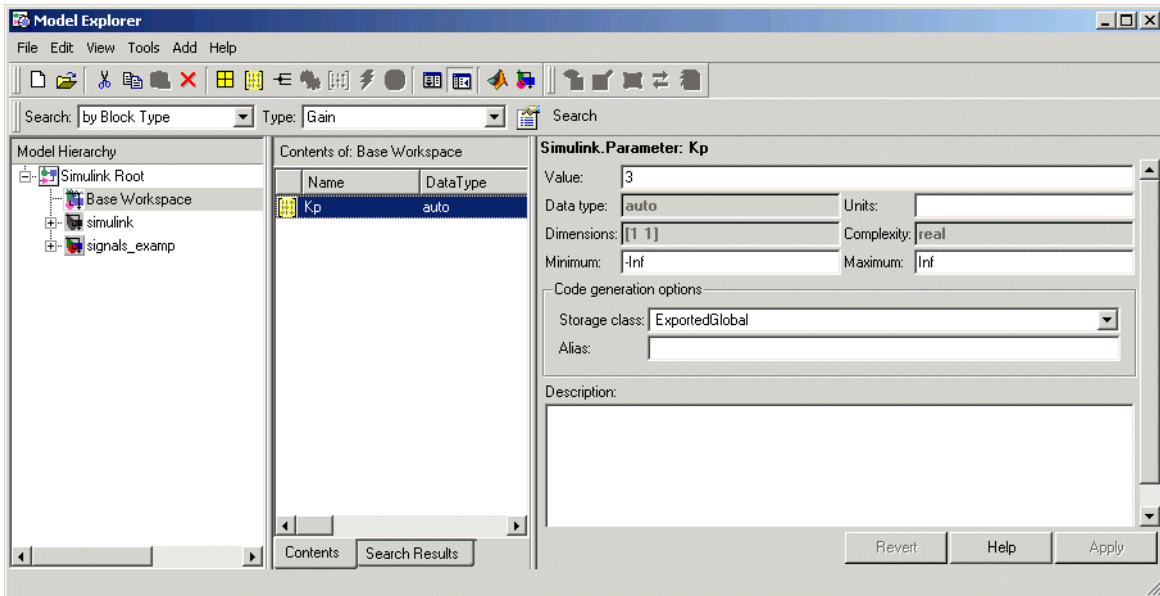 Model Explorer
File Edit View Tools Add Help
Search: by Block Type Type: Gain Search
Model Hierarchy
Simulink Root
Base Workspace
simulink
signals_examp
Contents of: Base Workspace
Name DataType
Kp auto
Contents Search Results
Simulink.Parameter: Kp
Value: 3
Data type: auto Units:
Dimensions: [1 1] Complexity: real
Minimum: -Inf Maximum: Inf
Code generation options
Storage class: ExportedGlobal
Alias:
Description:
Revert Help Apply